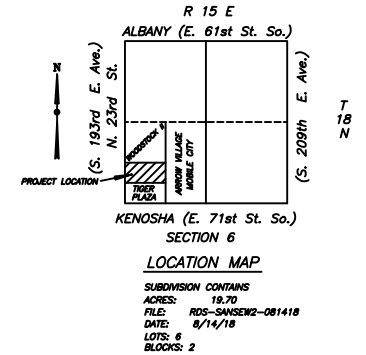 R 15 E
ALBANY (E. 61st St. So.)
N
(S. 193rd E. Ave.)
N. 23rd St.
(S. 209th E. Ave.)
T
18
N
WOODSTOCK II
ARROW VILLAGE
MOBILE CITY
PROJECT LOCATION
TIGER
PLAZA
KENOSHA (E. 71st St. So.)
SECTION 6
LOCATION MAP
SUBDIVISION CONTAINS
ACRES: 19.70
FILE: RDS-SANSEW2-081418
DATE: 8/14/18
LOTS: 6
BLOCKS: 2